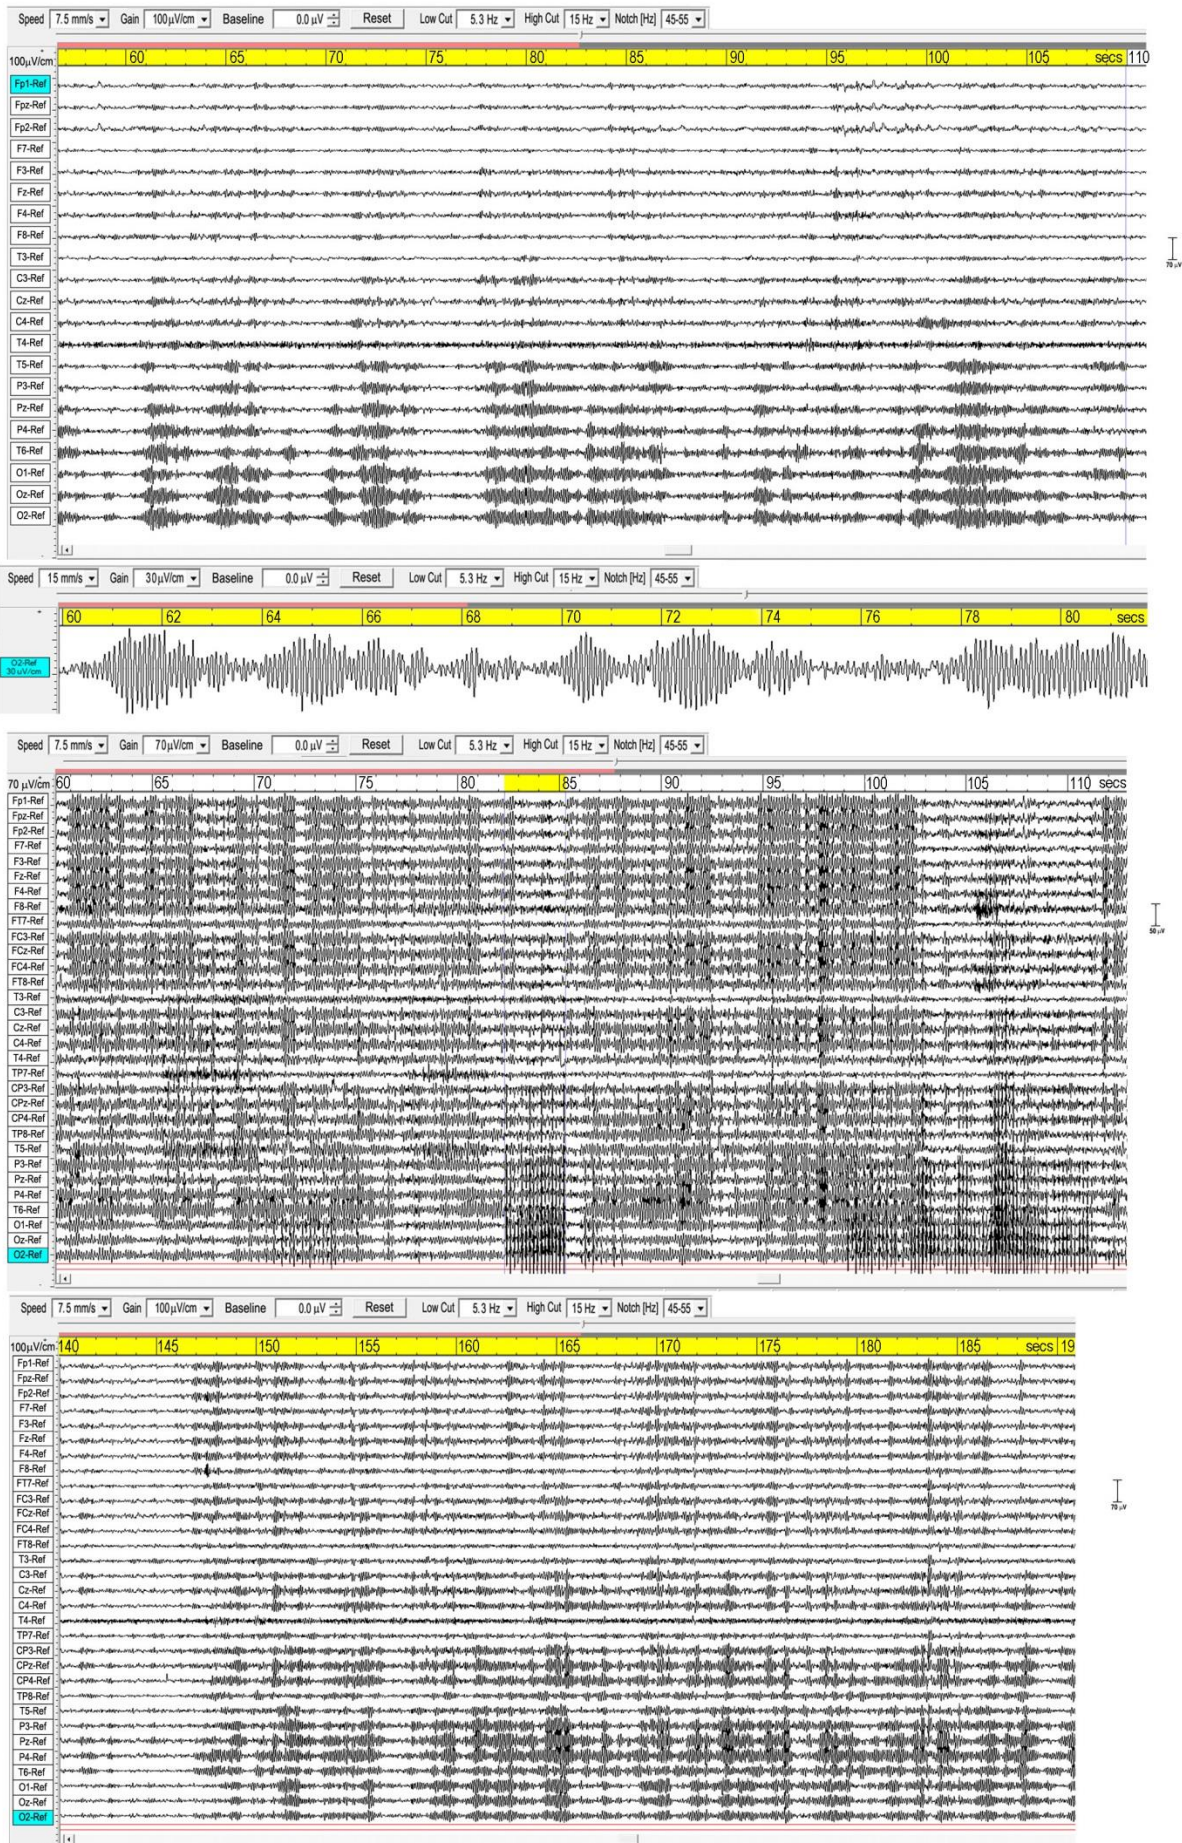 Speed 7.5 mm/s Gain 100µV/cm Baseline 0.0 µV Reset Low Cut 5.3 Hz High Cut 15 Hz Notch [Hz] 45-55
100µV/cm 60 65 70 75 80 85 90 95 100 105 secs 110
Fp1-Ref
Fpz-Ref
Fp2-Ref
F7-Ref
F3-Ref
Fz-Ref
F4-Ref
F8-Ref
T3-Ref
70 µV
C3-Ref
Cz-Ref
C4-Ref
T4-Ref
T5-Ref
P3-Ref
Pz-Ref
P4-Ref
T6-Ref
O1-Ref
Oz-Ref
O2-Ref
Speed 15 mm/s Gain 30µV/cm Baseline 0.0 µV Reset Low Cut 5.3 Hz High Cut 15 Hz Notch [Hz] 45-55
60 62 64 66 68 70 72 74 76 78 80 secs
O2-Ref
30 uV/cm
Speed 7.5 mm/s Gain 70µV/cm Baseline 0.0 µV Reset Low Cut 5.3 Hz High Cut 15 Hz Notch [Hz] 45-55
70 µV/cm 60 65 70 75 80 85 90 95 100 105 110 secs
Fp1-Ref
Fpz-Ref
Fp2-Ref
F7-Ref
F3-Ref
Fz-Ref
F4-Ref
F8-Ref
FT7-Ref
50 µV
FC3-Ref
FCz-Ref
FC4-Ref
FT8-Ref
T3-Ref
C3-Ref
Cz-Ref
C4-Ref
T4-Ref
TP7-Ref
CP3-Ref
CPz-Ref
CP4-Ref
TP8-Ref
T5-Ref
P3-Ref
Pz-Ref
P4-Ref
T6-Ref
O1-Ref
Oz-Ref
O2-Ref
Speed 7.5 mm/s Gain 100µV/cm Baseline 0.0 µV Reset Low Cut 5.3 Hz High Cut 15 Hz Notch [Hz] 45-55
100µV/cm 140 145 150 155 160 165 170 175 180 185 secs 19
Fp1-Ref
Fpz-Ref
Fp2-Ref
F7-Ref
F3-Ref
Fz-Ref
F4-Ref
F8-Ref
FT7-Ref
FC3-Ref
70 µV
FCz-Ref
FC4-Ref
FT8-Ref
T3-Ref
C3-Ref
Cz-Ref
C4-Ref
T4-Ref
TP7-Ref
CP3-Ref
CPz-Ref
CP4-Ref
TP8-Ref
T5-Ref
P3-Ref
Pz-Ref
P4-Ref
T6-Ref
O1-Ref
Oz-Ref
O2-Ref